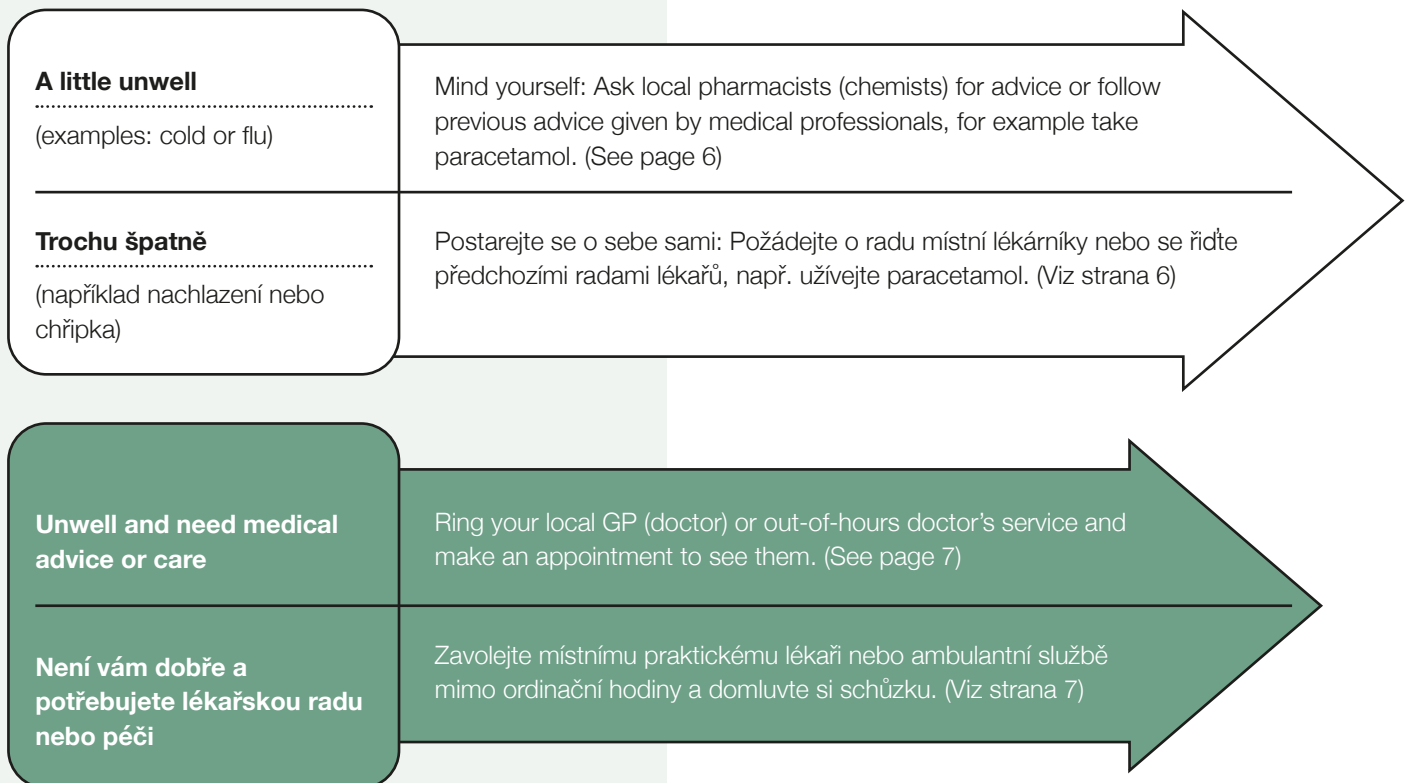 A little unwell
(examples: cold or flu)
Mind yourself: Ask local pharmacists (chemists) for advice or follow
previous advice given by medical professionals, for example take
paracetamol. (See page 6)
Trochu špatně
(například nachlazení nebo
chřipka)
Postarejte se o sebe sami: Požádejte o radu místní lékárníky nebo se řiďte
předchozími radami lékařů, např. užívejte paracetamol. (Viz strana 6)
Unwell and need medical
advice or care
Ring your local GP (doctor) or out-of-hours doctor’s service and
make an appointment to see them. (See page 7)
Není vám dobře a
potřebujete lékařskou radu
nebo péči
Zavolejte místnímu praktickému lékaři nebo ambulantní službě
mimo ordinační hodiny a domluvte si schůzku. (Viz strana 7)